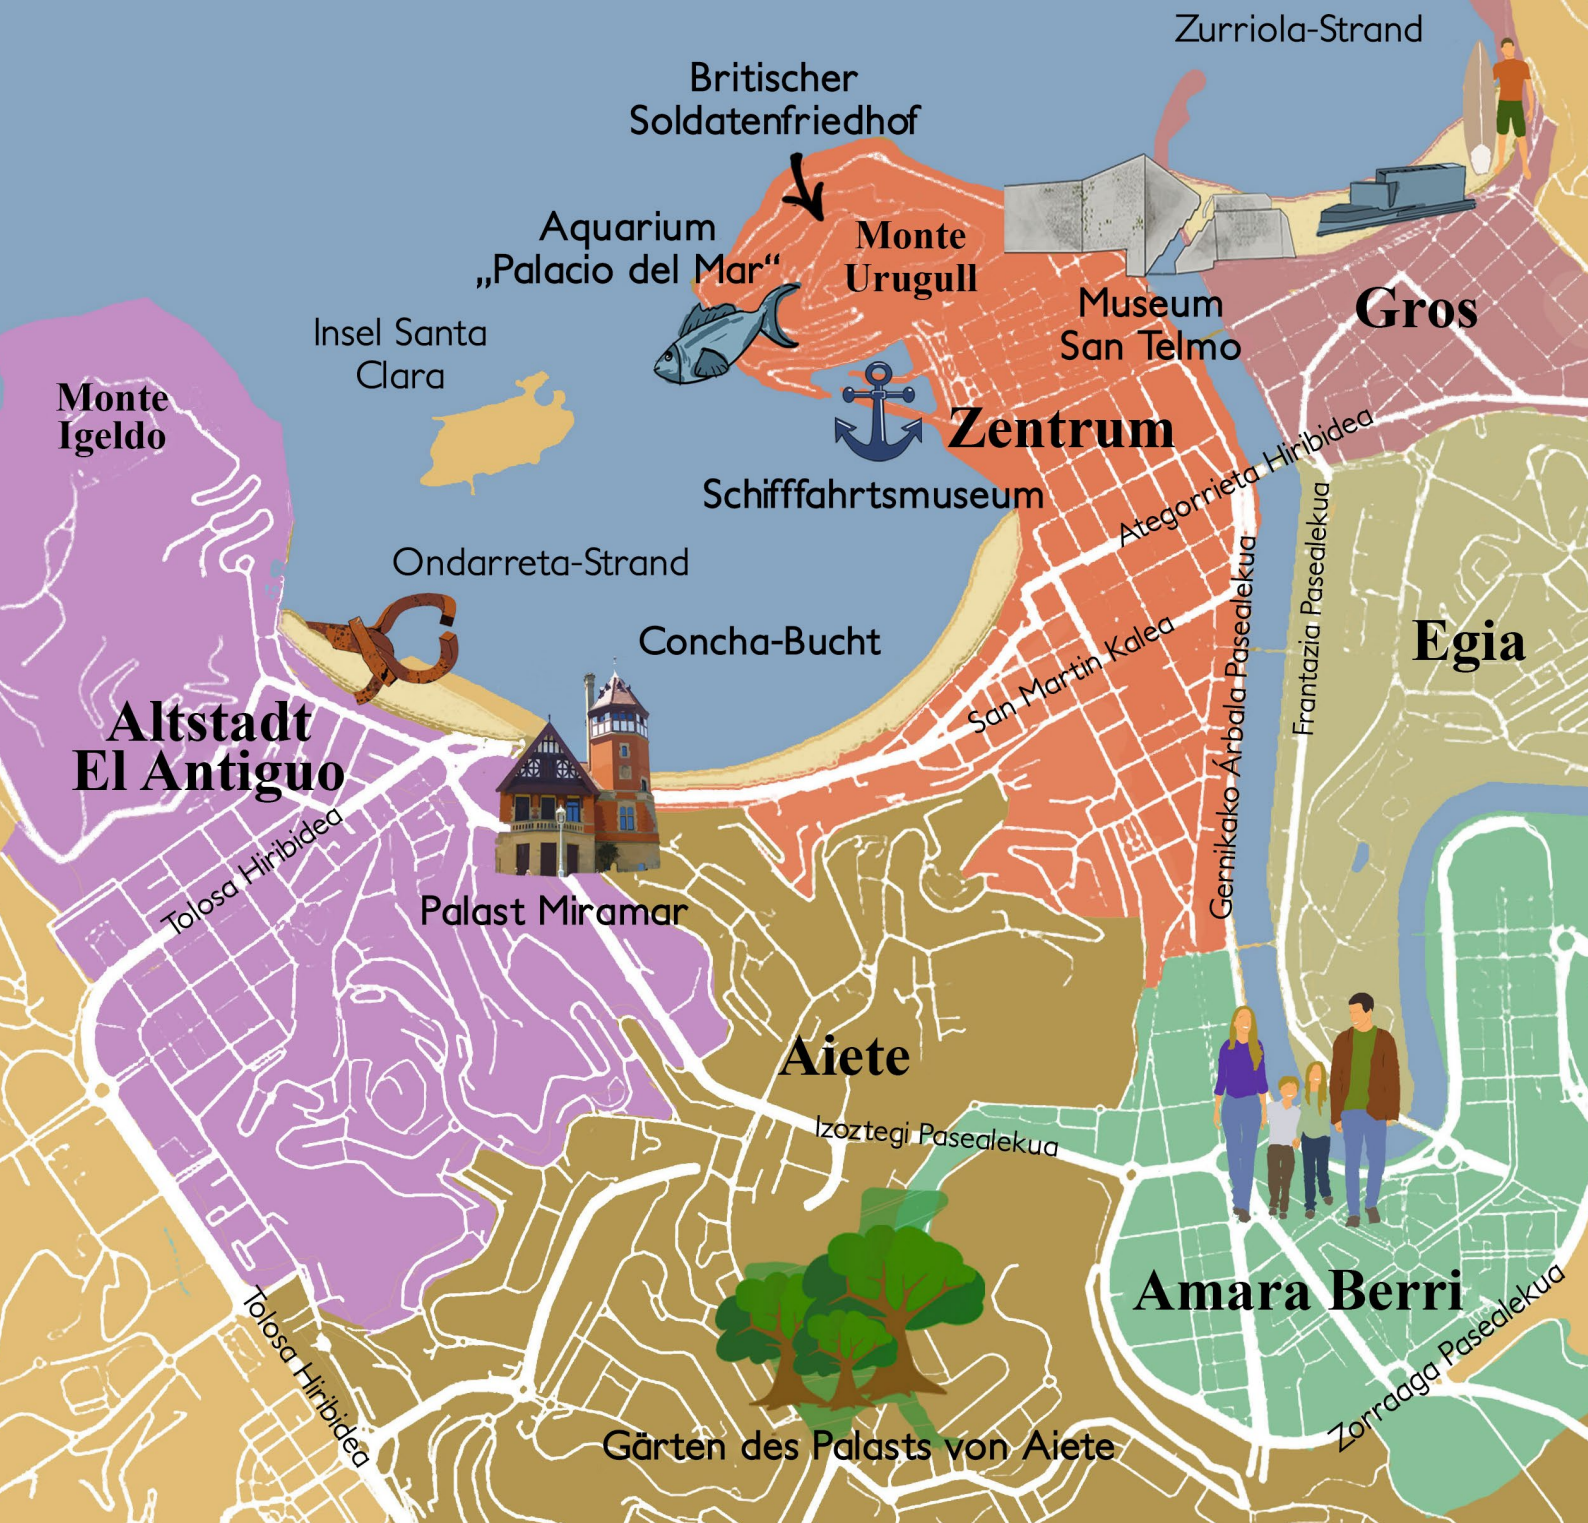 Zurriola-Strand
Britischer
Soldatenfriedhof
Aquarium
„Palacio del Mar“
Monte
Urugull
Museum
San Telmo
Gros
Insel Santa
Clara
Monte
Igeldo
Zentrum
Schifffahrtsmuseum
Ategorrieta Hiribidea
Ondarreta-Strand
Concha-Bucht
San Martin Kalea
Gernikako Árbala Pasealekua
Frantazia Pasealekua
Egia
Altstadt
El Antiguo
Tolosa Hiribidea
Palast Miramar
Aiete
Izoztegi Pasealekua
Amara Berri
Zorraaga Pasealekua
Tolosa Hiribidea
Gärten des Palasts von Aiete